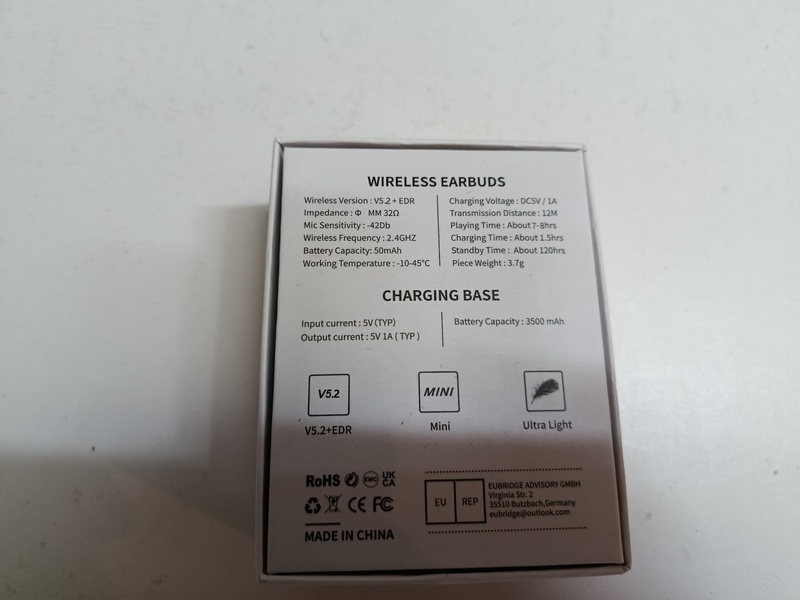 WIRELESS EARBUDS
Wireless Version : V5.2 + EDR
Impedance : Φ MM 32Ω
Mic Sensitivity : -42Db
Wireless Frequency : 2.4GHZ
Battery Capacity: 50mAh
Working Temperature : -10-45°C
Charging Voltage : DC5V / 1A
Transmission Distance : 12M
Playing Time : About 7-8hrs
Charging Time : About 1.5hrs
Standby Time : About 120hrs
Piece Weight : 3.7g
CHARGING BASE
Input current : 5V (TYP)
Output current : 5V 1A ( TYP )
Battery Capacity : 3500 mAh
V5.2
MINI
V5.2+EDR
Mini
Ultra Light
RoHS EMC UK
CA
CE FC
MADE IN CHINA
EU REP
EUBRIDGE ADVISORY GMBH
Virginia Str. 2
35510 Butzbach,Germany
eubridge@outlook.com